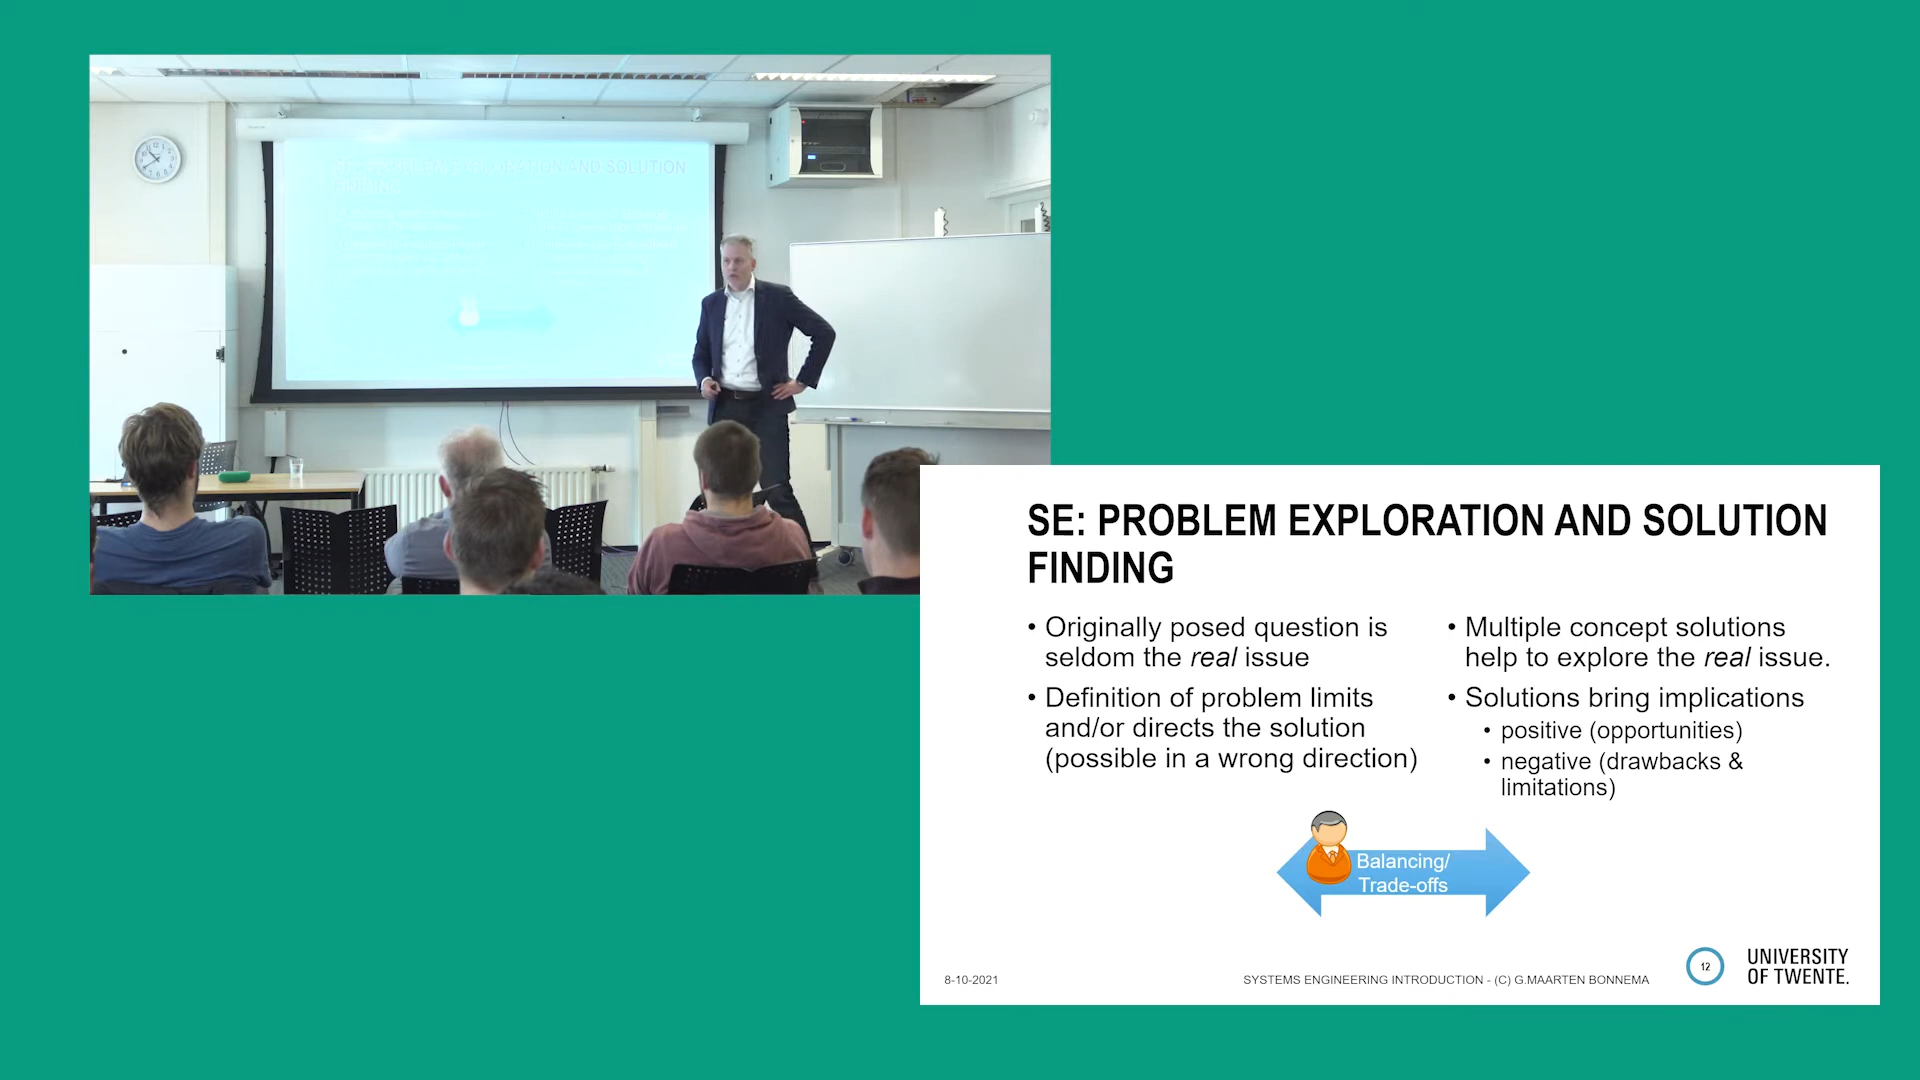 SE: PROBLEM EXPLORATION AND SOLUTION
FINDING
• Originally posed question is
seldom the real issue
• Definition of problem limits
and/or directs the solution
(possible in a wrong direction)
• Multiple concept solutions
help to explore the real issue.
• Solutions bring implications
• positive (opportunities)
• negative (drawbacks &
limitations)
Balancing/
Trade-offs
8-10-2021
SYSTEMS ENGINEERING INTRODUCTION - (C) G.MAARTEN BONNEMA
12
UNIVERSITY
OF TWENTE.